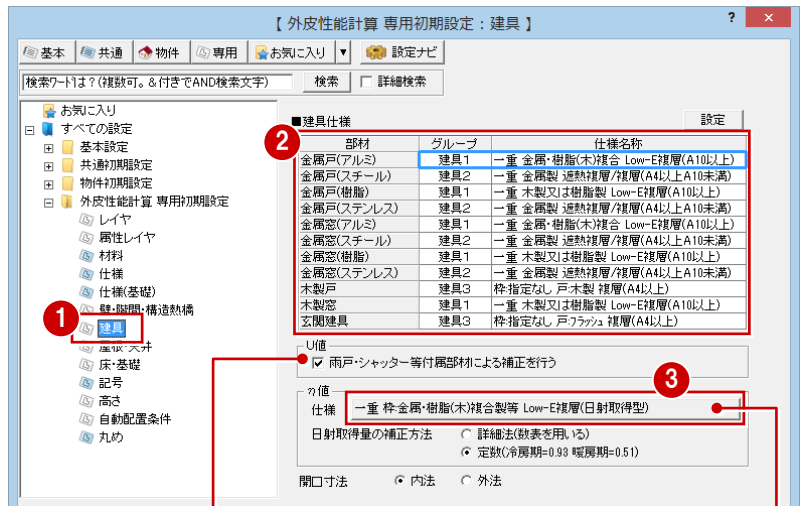 【 外皮性能計算 専用初期設定：建具 】 ? ×
基本 共通 物件 専用 お気に入り ▼ 設定ナビ
検索ワードは？(複数可。&付きでAND検索文字) 検索 詳細検索
お気に入り
すべての設定
基本設定
共通初期設定
物件初期設定
外皮性能計算 専用初期設定
レイヤ
属性レイヤ
材料
仕様
仕様(基礎)
壁・階間・構造熱橋
1
建具
屋根・天井
床・基礎
記号
高さ
自動配置条件
丸め
■建具仕様 設定
2
部材 グループ 仕様名称
金属戸(アルミ) 建具1 一重 金属・樹脂(木)複合 Low-E複層(A10以上)
金属戸(スチール) 建具2 一重 金属製 遮熱複層/複層(A4以上A10未満)
金属戸(樹脂) 建具1 一重 木製又は樹脂製 Low-E複層(A10以上)
金属戸(ステンレス) 建具2 一重 金属製 遮熱複層/複層(A4以上A10未満)
金属窓(アルミ) 建具1 一重 金属・樹脂(木)複合 Low-E複層(A10以上)
金属窓(スチール) 建具2 一重 金属製 遮熱複層/複層(A4以上A10未満)
金属窓(樹脂) 建具1 一重 木製又は樹脂製 Low-E複層(A10以上)
金属窓(ステンレス) 建具2 一重 金属製 遮熱複層/複層(A4以上A10未満)
木製戸 建具3 枠:指定なし 戸:木製 複層(A4以上)
木製窓 建具1 一重 木製又は樹脂製 Low-E複層(A10以上)
玄関建具 建具3 枠:指定なし 戸:フラッシュ 複層(A4以上)
U値
雨戸・シャッター等付属部材による補正を行う
3
η値
仕様 一重 枠:金属・樹脂(木)複合製等 Low-E複層(日射取得型)
日射取得量の補正方法 詳細法(数表を用いる)
定数(冷房期=0.93 暖房期=0.51)
開口寸法 内法 外法